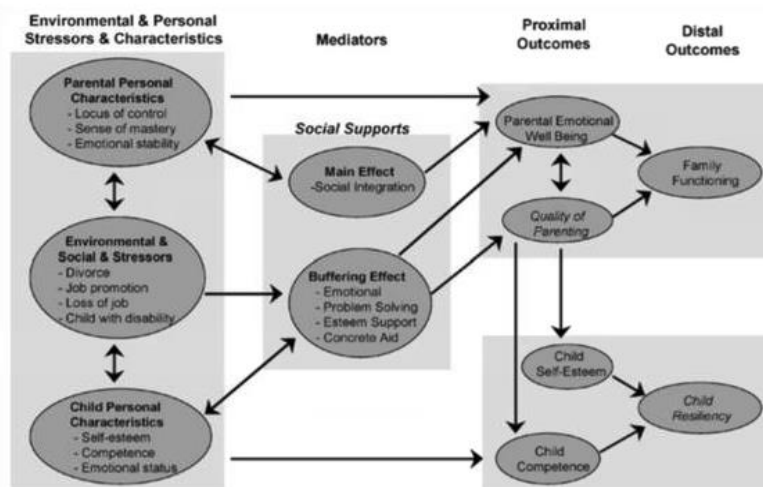 Environmental & Personal
Stressors & Characteristics
Mediators
Proximal
Outcomes
Distal
Outcomes
Parental Personal
Characteristics
- Locus of control
- Sense of mastery
- Emotional stability
Environmental &
Social & Stressors
- Divorce
- Job promotion
- Loss of job
- Child with disability
Child Personal
Characteristics
- Self-esteem
- Competence
- Emotional status
Social Supports
Main Effect
-Social Integration
Buffering Effect
- Emotional
- Problem Solving
- Esteem Support
- Concrete Aid
Parental Emotional
Well Being
Quality of
Parenting
Family
Functioning
Child
Self-Esteem
Child
Competence
Child
Resiliency